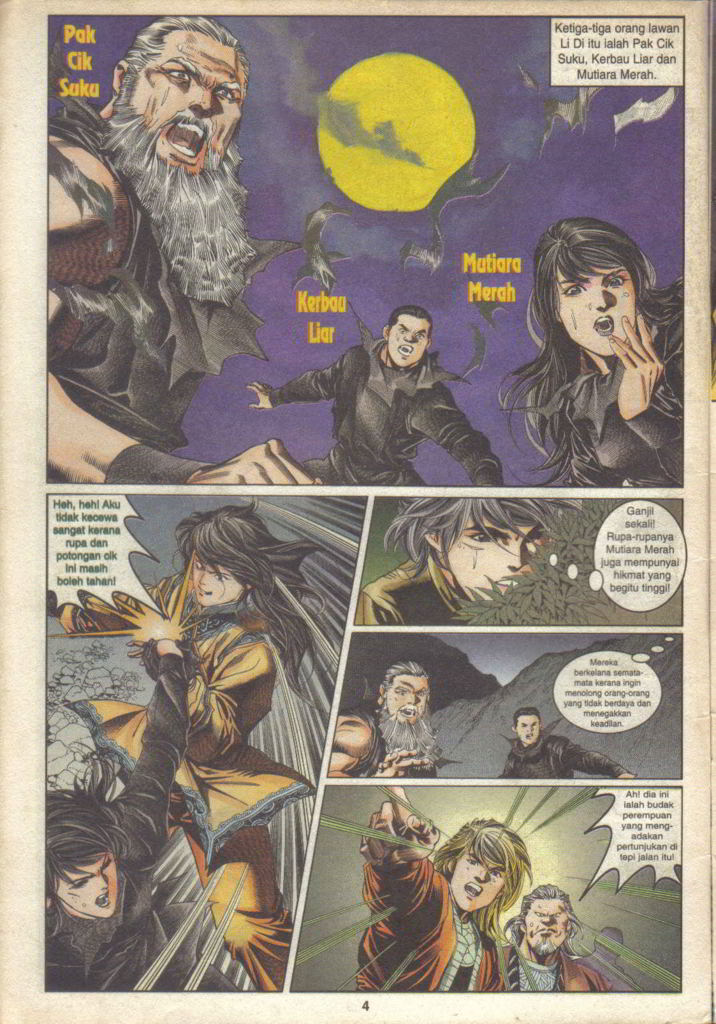 Pak
Cik
Suku
Ketiga-tiga orang lawan
Li Di itu ialah Pak Cik
Suku, Kerbau Liar dan
Mutiara Merah.
Kerbau
Liar
Mutiara
Merah
Heh, heh! Aku
tidak kecewa
sangat kerana
rupa dan
potongan cik
ini masih
boleh tahan!
Ganjil
sekali!
Rupa-rupanya
Mutiara Merah
juga mempunyai
hikmat yang
begitu tinggi!
Mereka
berkelana semata-
mata kerana ingin
menolong orang-orang
yang tidak berdaya dan
menegakkan
keadilan.
Ah! dia ini
ialah budak
perempuan
yang meng-
adakan
pertunjukan di
tepi jalan itu!
4